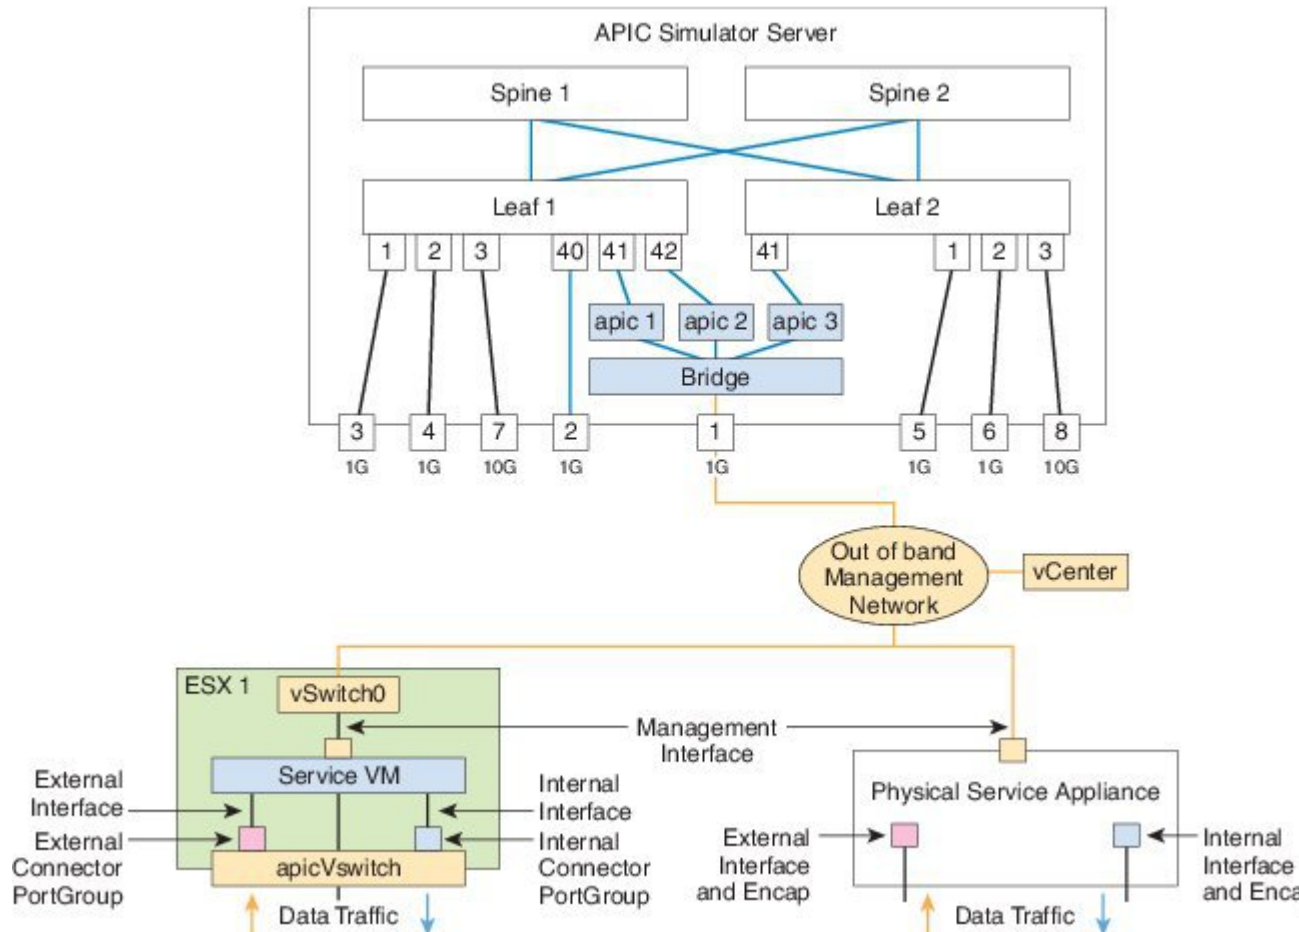 APIC Simulator Server
Spine 1
Spine 2
Leaf 1
Leaf 2
1 2 3 40 41 42 41 1 2 3
apic 1 apic 2 apic 3
Bridge
3 4 7 2 1 5 6 8
1G 1G 10G 1G 1G 1G 1G 10G
Out of band
Management
Network
vCenter
ESX 1
vSwitch0
Management
Interface
Service VM
External
Interface
Internal
Interface
External
Connector
PortGroup
Internal
Connector
PortGroup
apicVswitch
Data Traffic
Physical Service Appliance
External
Interface
and Encap
Internal
Interface
and Enca
Data Traffic